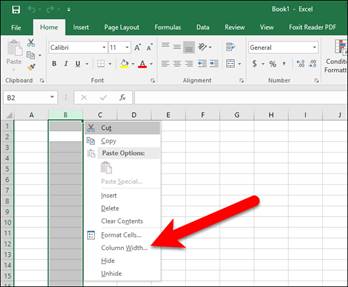 Book1 - Excel
File Home Insert Page Layout Formulas Data Review View Foxit Reader PDF
Paste
Calibri 11
B I U
Clipboard Font Alignment Number
$ % ,
Conditional
Format
B2 fx
A B C D E F G H
1
2
3
4
5
6
7
8
9
10
11
12
13
14
15
Cut
Copy
Paste Options:
Paste Special...
Insert
Delete
Clear Contents
Format Cells...
Column Width...
Hide
Unhide